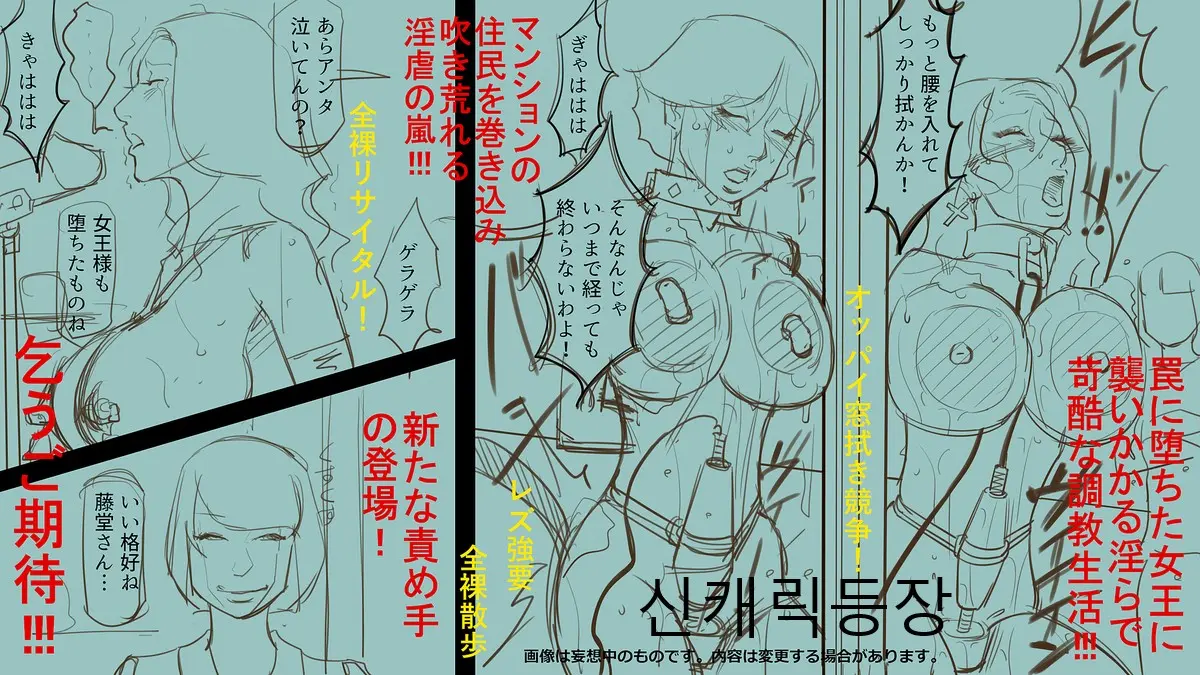 もっと腰を入れて
しっかり拭かんか！
罠に堕ちた女王に
襲いかかる淫らで
苛酷な調教生活!!!
オッパイ窓拭き競争！
ぎゃははは
そんなんじゃ
いつまで経っても
終わらないわよ！
レズ強要
全裸散歩
マンションの
住民を巻き込み
吹き荒れる
淫虐の嵐!!!
あらアンタ
泣いてんの？
きゃははは
全裸リサイタル！
ゲラゲラ
女王様も
堕ちたものね
新たな責め手
の登場！
いい格好ね
藤堂さん…
乞うご期待!!!
신캐릭등장
画像は妄想中のものです。内容は変更する場合があります。